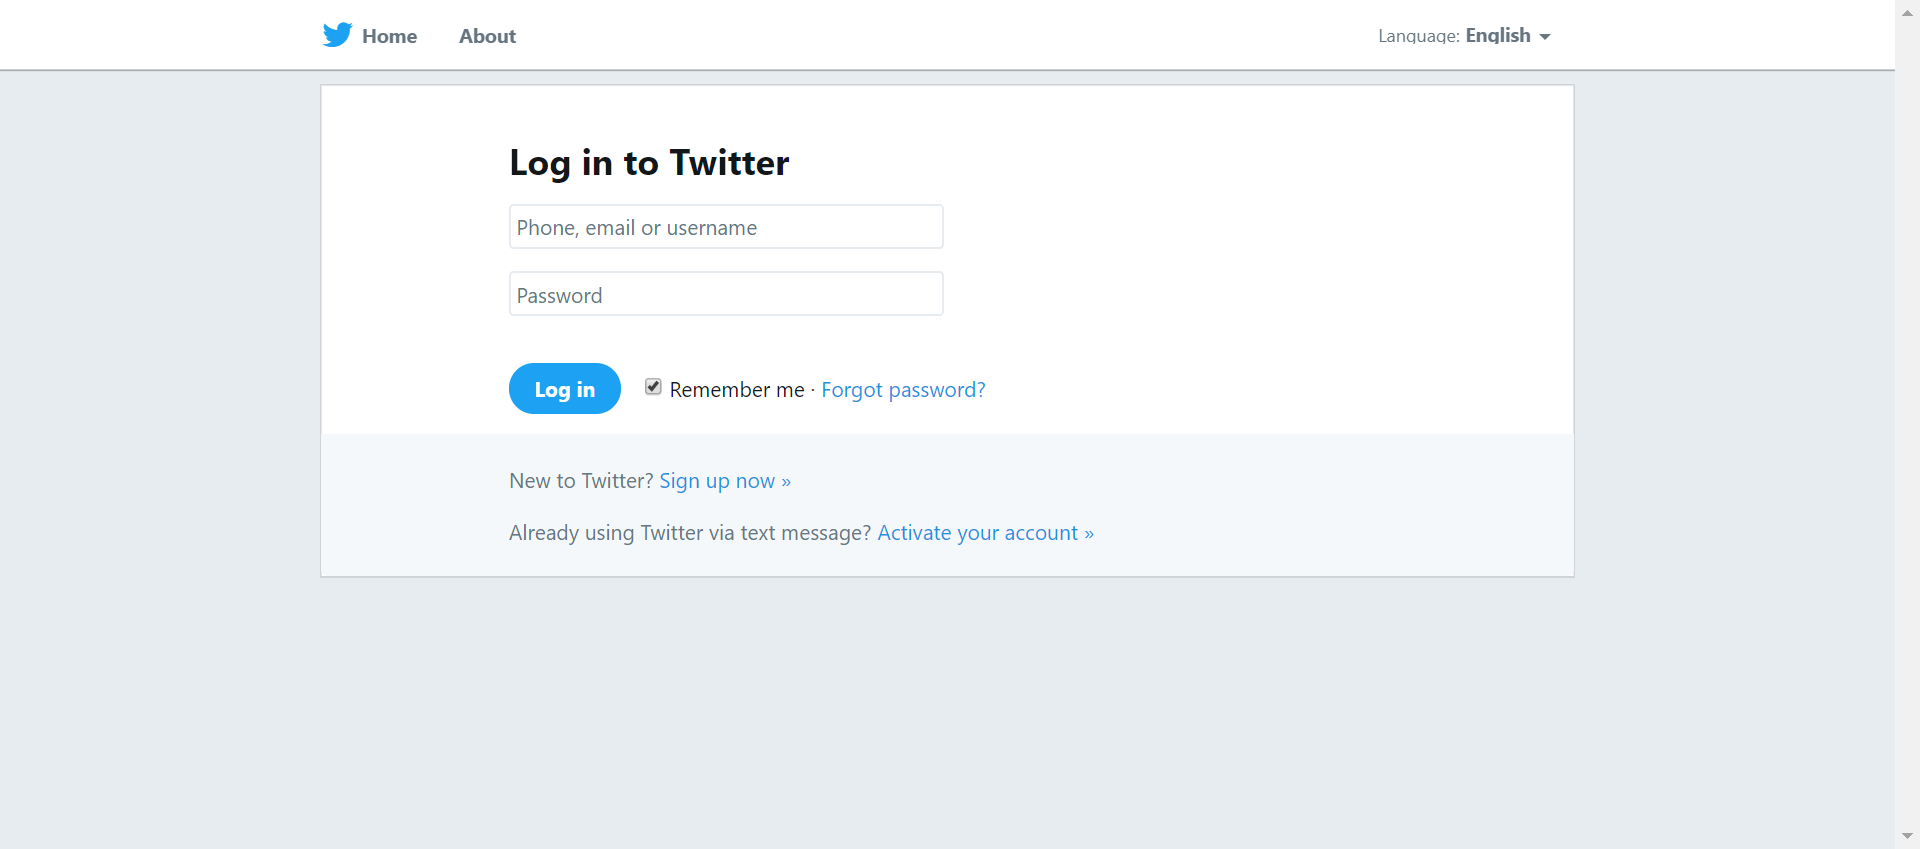 Home About Language: English
Log in to Twitter
Phone, email or username
Password
Log in Remember me · Forgot password?
New to Twitter? Sign up now »
Already using Twitter via text message? Activate your account »